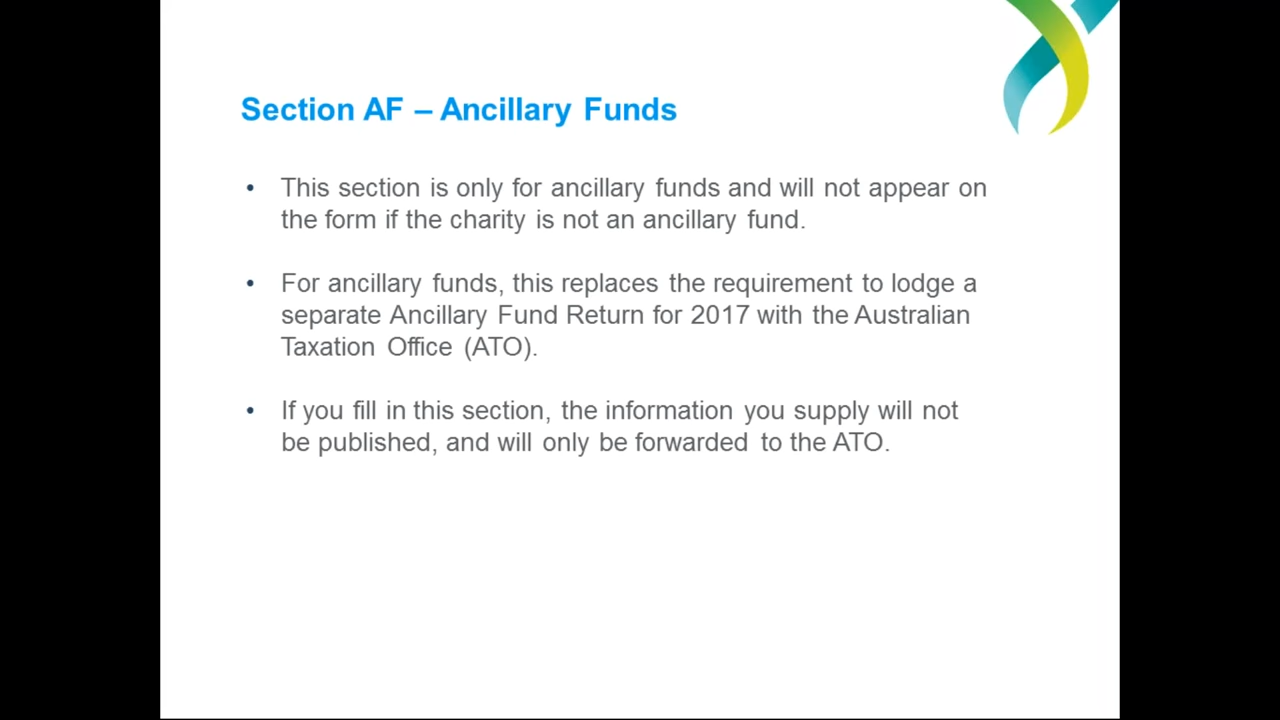 Section AF – Ancillary Funds
• This section is only for ancillary funds and will not appear on
the form if the charity is not an ancillary fund.
• For ancillary funds, this replaces the requirement to lodge a
separate Ancillary Fund Return for 2017 with the Australian
Taxation Office (ATO).
• If you fill in this section, the information you supply will not
be published, and will only be forwarded to the ATO.